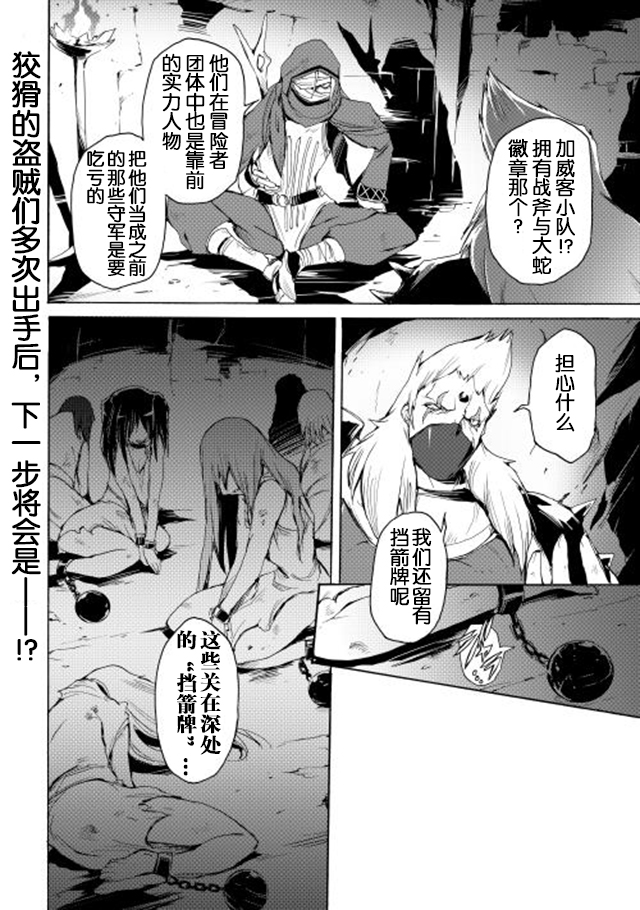 加威客小队!?
拥有战斧与大蛇
徽章那个?
他们在冒险者
团体中也是靠前
的实力人物
把他们当成之前
的那些守军是要
吃亏的
担心什么
我们还留有
挡箭牌呢
这些关在深处
的“挡箭牌”…
狡猾的盗贼们多次出手后，下一步将会是——!?